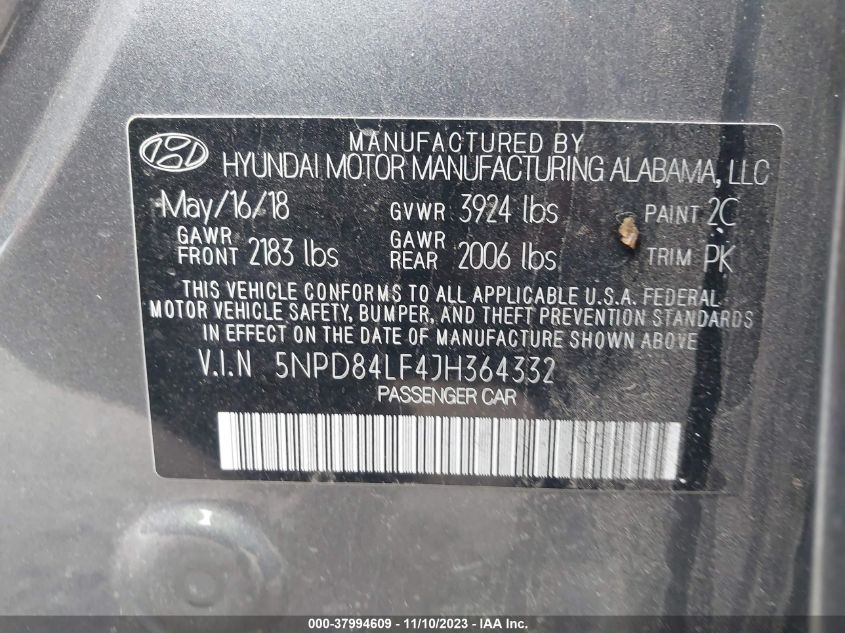 MANUFACTURED BY
HYUNDAI MOTOR MANUFACTURING ALABAMA, LLC
May/16/18 GVWR 3924 lbs PAINT 2C
GAWR FRONT 2183 lbs GAWR REAR 2006 lbs TRIM PK
THIS VEHICLE CONFORMS TO ALL APPLICABLE U.S.A. FEDERAL
MOTOR VEHICLE SAFETY, BUMPER, AND THEFT PREVENTION STANDARDS
IN EFFECT ON THE DATE OF MANUFACTURE SHOWN ABOVE
V.I.N 5NPD84LF4JH364332
PASSENGER CAR
000-37994609 - 11/10/2023 - IAA Inc.